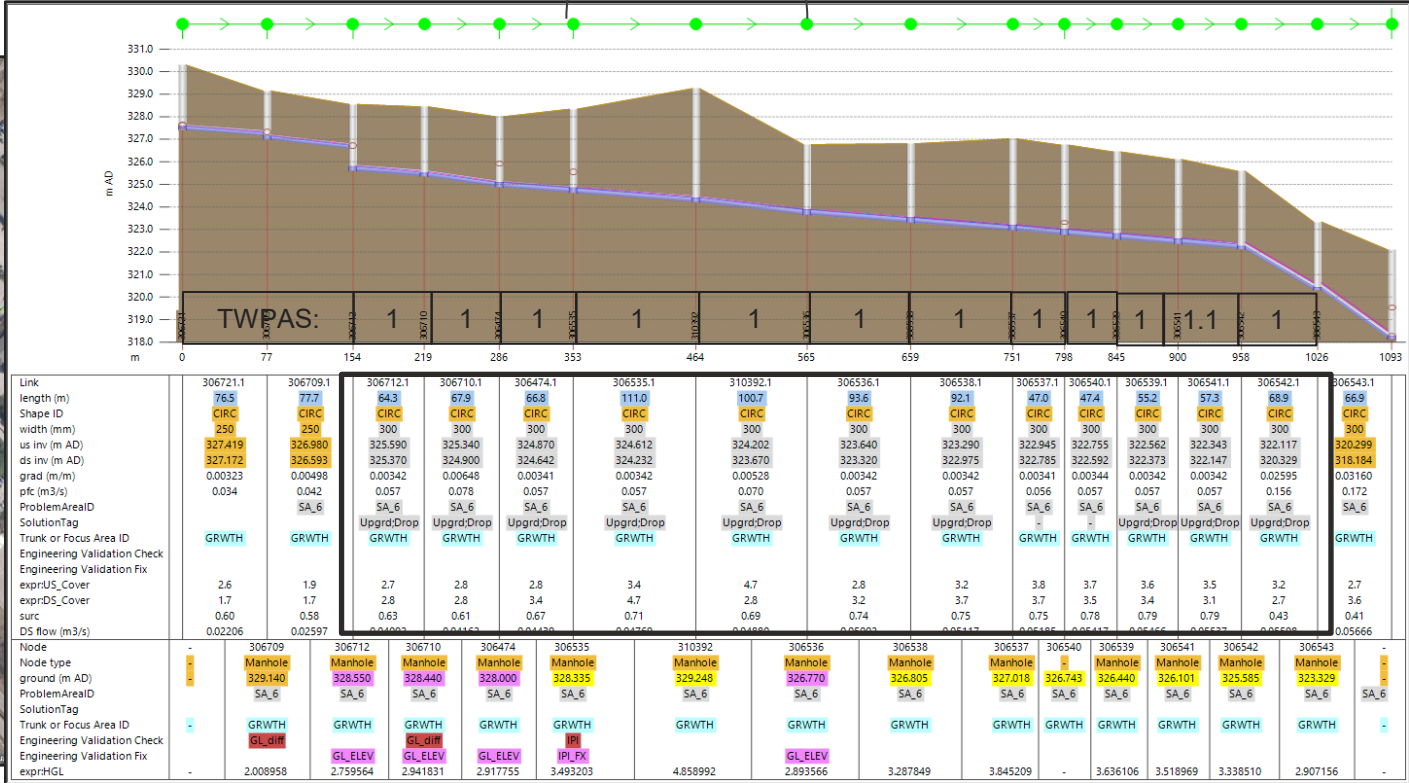 331.0
330.0
329.0
328.0
327.0
326.0
325.0
324.0
323.0
322.0
321.0
320.0
319.0
318.0
m AD
TWPAS: 1 1 1 1 1 1 1 1 1 1 1.1 1
m 0 77 154 219 286 353 464 565 659 751 798 845 900 958 1026 1093
Link 306721.1 306709.1 306712.1 306710.1 306474.1 306535.1 310392.1 306536.1 306538.1 306537.1 306540.1 306539.1 306541.1 306542.1 306543.1
length (m) 76.5 77.7 64.3 67.9 66.8 111.0 100.7 93.6 92.1 47.0 47.4 55.2 57.3 68.9 66.9
Shape ID CIRC CIRC CIRC CIRC CIRC CIRC CIRC CIRC CIRC CIRC CIRC CIRC CIRC CIRC CIRC
width (mm) 250 250 300 300 300 300 300 300 300 300 300 300 300 300 300
us inv (m AD) 327.419 326.980 325.590 325.340 324.870 324.612 324.202 323.640 323.290 322.945 322.755 322.562 322.343 322.117 320.299
ds inv (m AD) 327.172 326.593 325.370 324.900 324.642 324.232 323.670 323.320 322.975 322.785 322.592 322.373 322.147 320.329 318.184
grad (m/m) 0.00323 0.00498 0.00342 0.00648 0.00341 0.00342 0.00528 0.00342 0.00342 0.00341 0.00344 0.00342 0.00342 0.02595 0.03160
pfc (m3/s) 0.034 0.042 0.057 0.078 0.057 0.057 0.070 0.057 0.057 0.056 0.057 0.057 0.057 0.156 0.172
ProblemAreaID SA_6 SA_6 SA_6 SA_6 SA_6 SA_6 SA_6 SA_6 SA_6 SA_6 SA_6 SA_6 SA_6 SA_6
SolutionTag Upgrd;Drop Upgrd;Drop Upgrd;Drop Upgrd;Drop Upgrd;Drop Upgrd;Drop Upgrd;Drop - - Upgrd;Drop Upgrd;Drop Upgrd;Drop
Trunk or Focus Area ID GRWTH GRWTH GRWTH GRWTH GRWTH GRWTH GRWTH GRWTH GRWTH GRWTH GRWTH GRWTH GRWTH GRWTH GRWTH
Engineering Validation Check
Engineering Validation Fix
expr:US_Cover 2.6 1.9 2.7 2.8 2.8 3.4 4.7 2.8 3.2 3.8 3.7 3.6 3.5 3.2 2.7
expr:DS_Cover 1.7 1.7 2.8 2.8 3.4 4.7 2.8 3.2 3.7 3.7 3.5 3.4 3.1 2.7 3.6
surc 0.60 0.58 0.63 0.61 0.67 0.71 0.69 0.74 0.75 0.75 0.78 0.79 0.79 0.43 0.41
DS flow (m3/s) 0.02206 0.02597 0.05666
Node - 306709 306712 306710 306474 306535 310392 306536 306538 306537 306540 306539 306541 306542 306543 -
Node type - Manhole Manhole Manhole Manhole Manhole Manhole Manhole Manhole Manhole - Manhole Manhole Manhole Manhole -
ground (m AD) - 329.140 328.550 328.440 328.000 328.335 329.248 326.770 326.805 327.018 326.743 326.440 326.101 325.585 323.329 -
ProblemAreaID SA_6 SA_6 SA_6 SA_6 SA_6 SA_6 SA_6 SA_6 SA_6 SA_6 SA_6 SA_6 SA_6 SA_6 SA_6
SolutionTag
Trunk or Focus Area ID - GRWTH GRWTH GRWTH GRWTH GRWTH GRWTH GRWTH GRWTH GRWTH GRWTH GRWTH GRWTH GRWTH GRWTH -
Engineering Validation Check GL_diff GL_diff IPI
Engineering Validation Fix GL_ELEV GL_ELEV GL_ELEV IPI_FX GL_ELEV
expr:HGL - 2.008958 2.759564 2.941831 2.917755 3.493203 4.858992 2.893566 3.287849 3.845209 - 3.636106 3.518969 3.338510 2.907156 -